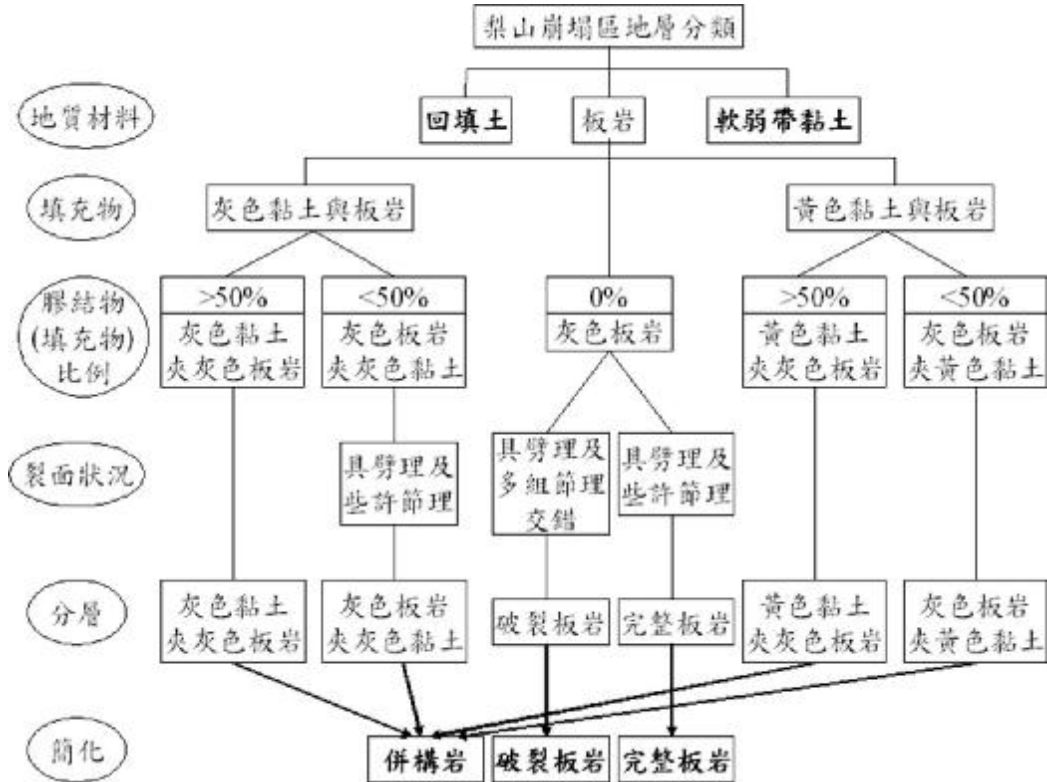 梨山崩塌區地層分類
地質材料
回填土
板岩
軟弱帶黏土
填充物
灰色黏土與板岩
黃色黏土與板岩
膠結物
(填充物)
比例
>50%
灰色黏土
夾灰色板岩
<50%
灰色板岩
夾灰色黏土
0%
灰色板岩
>50%
黃色黏土
夾灰色板岩
<50%
灰色板岩
夾黃色黏土
裂面狀況
具劈理及
些許節理
具劈理及
多組節理
交錯
具劈理及
些許節理
分層
灰色黏土
夾灰色板岩
灰色板岩
夾灰色黏土
破裂板岩
完整板岩
黃色黏土
夾灰色板岩
灰色板岩
夾黃色黏土
簡化
併構岩
破裂板岩
完整板岩